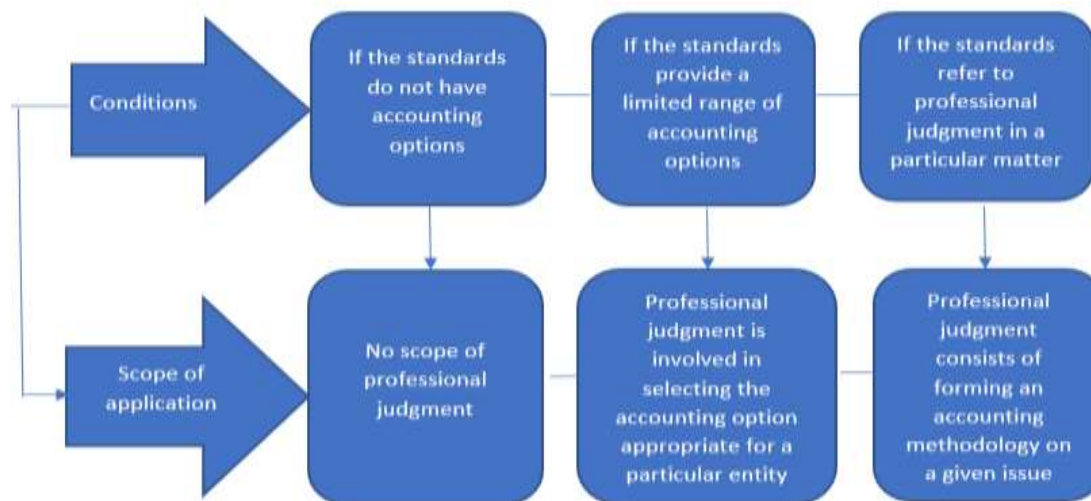 Conditions
If the standards
do not have
accounting
options
If the standards
provide a
limited range of
accounting
options
If the standards
refer to
professional
judgment in a
particular matter
Scope of
application
No scope of
professional
judgment
Professional
judgment is
involved in
selecting the
accounting option
appropriate for a
particular entity
Professional
judgment
consists of
forming an
accounting
methodology on
a given issue